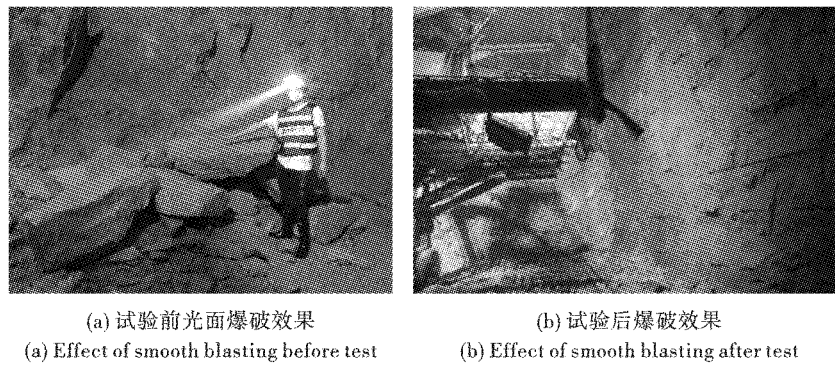 (a) 试验前光面爆破效果
(a) Effect of smooth blasting before test
(b) 试验后爆破效果
(b) Effect of smooth blasting after test